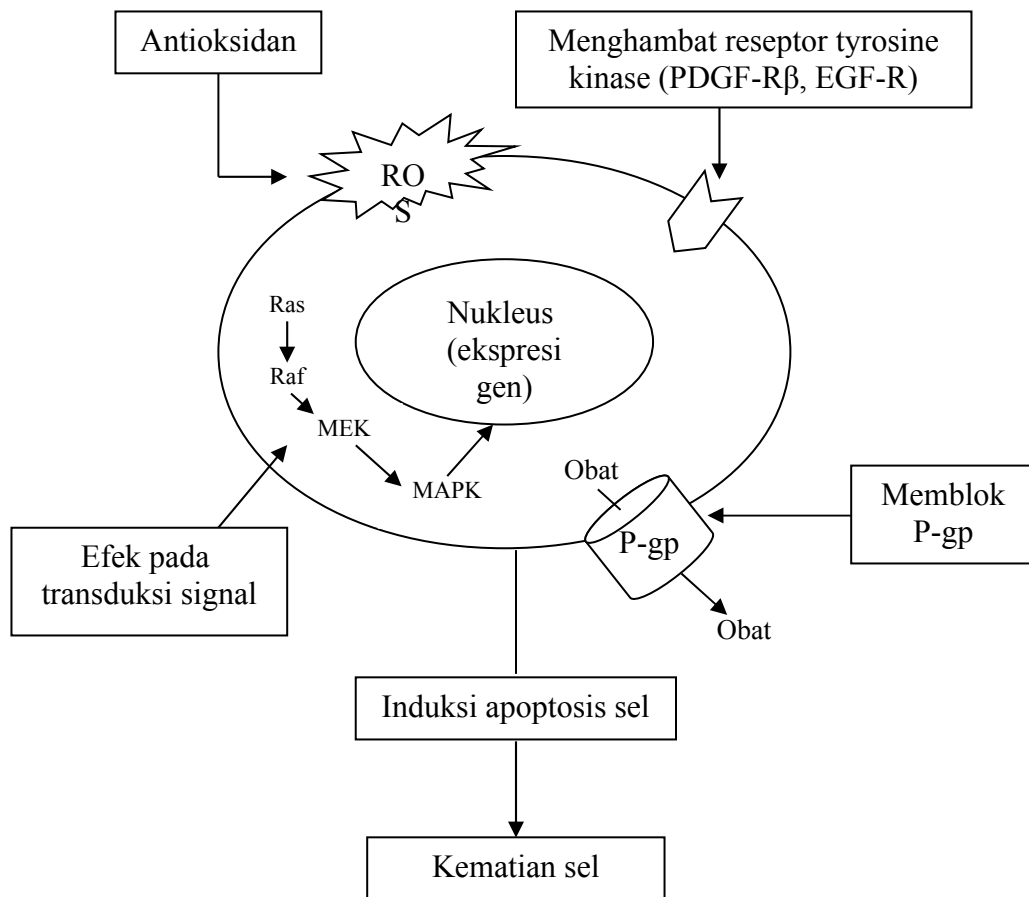 Antioksidan
Menghambat reseptor tyrosine
kinase (PDGF-Rβ, EGF-R)
RO
S
Ras
Raf
MEK
MAPK
Nukleus
(ekspresi
gen)
Obat
P-gp
Obat
Memblok
P-gp
Efek pada
transduksi signal
Induksi apoptosis sel
Kematian sel